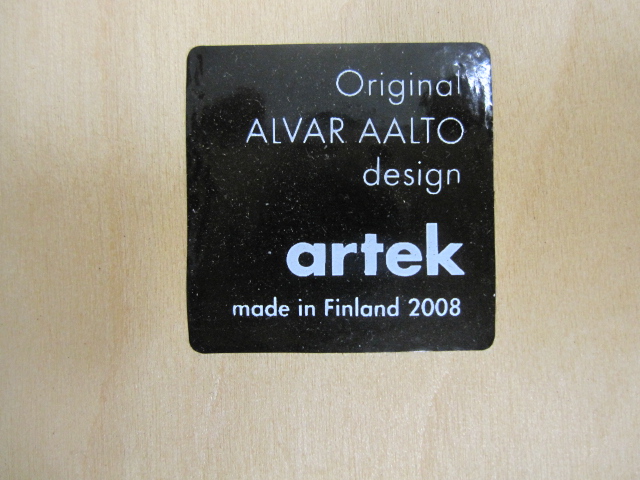 Original
ALVAR AALTO
design
artek
made in Finland 2008